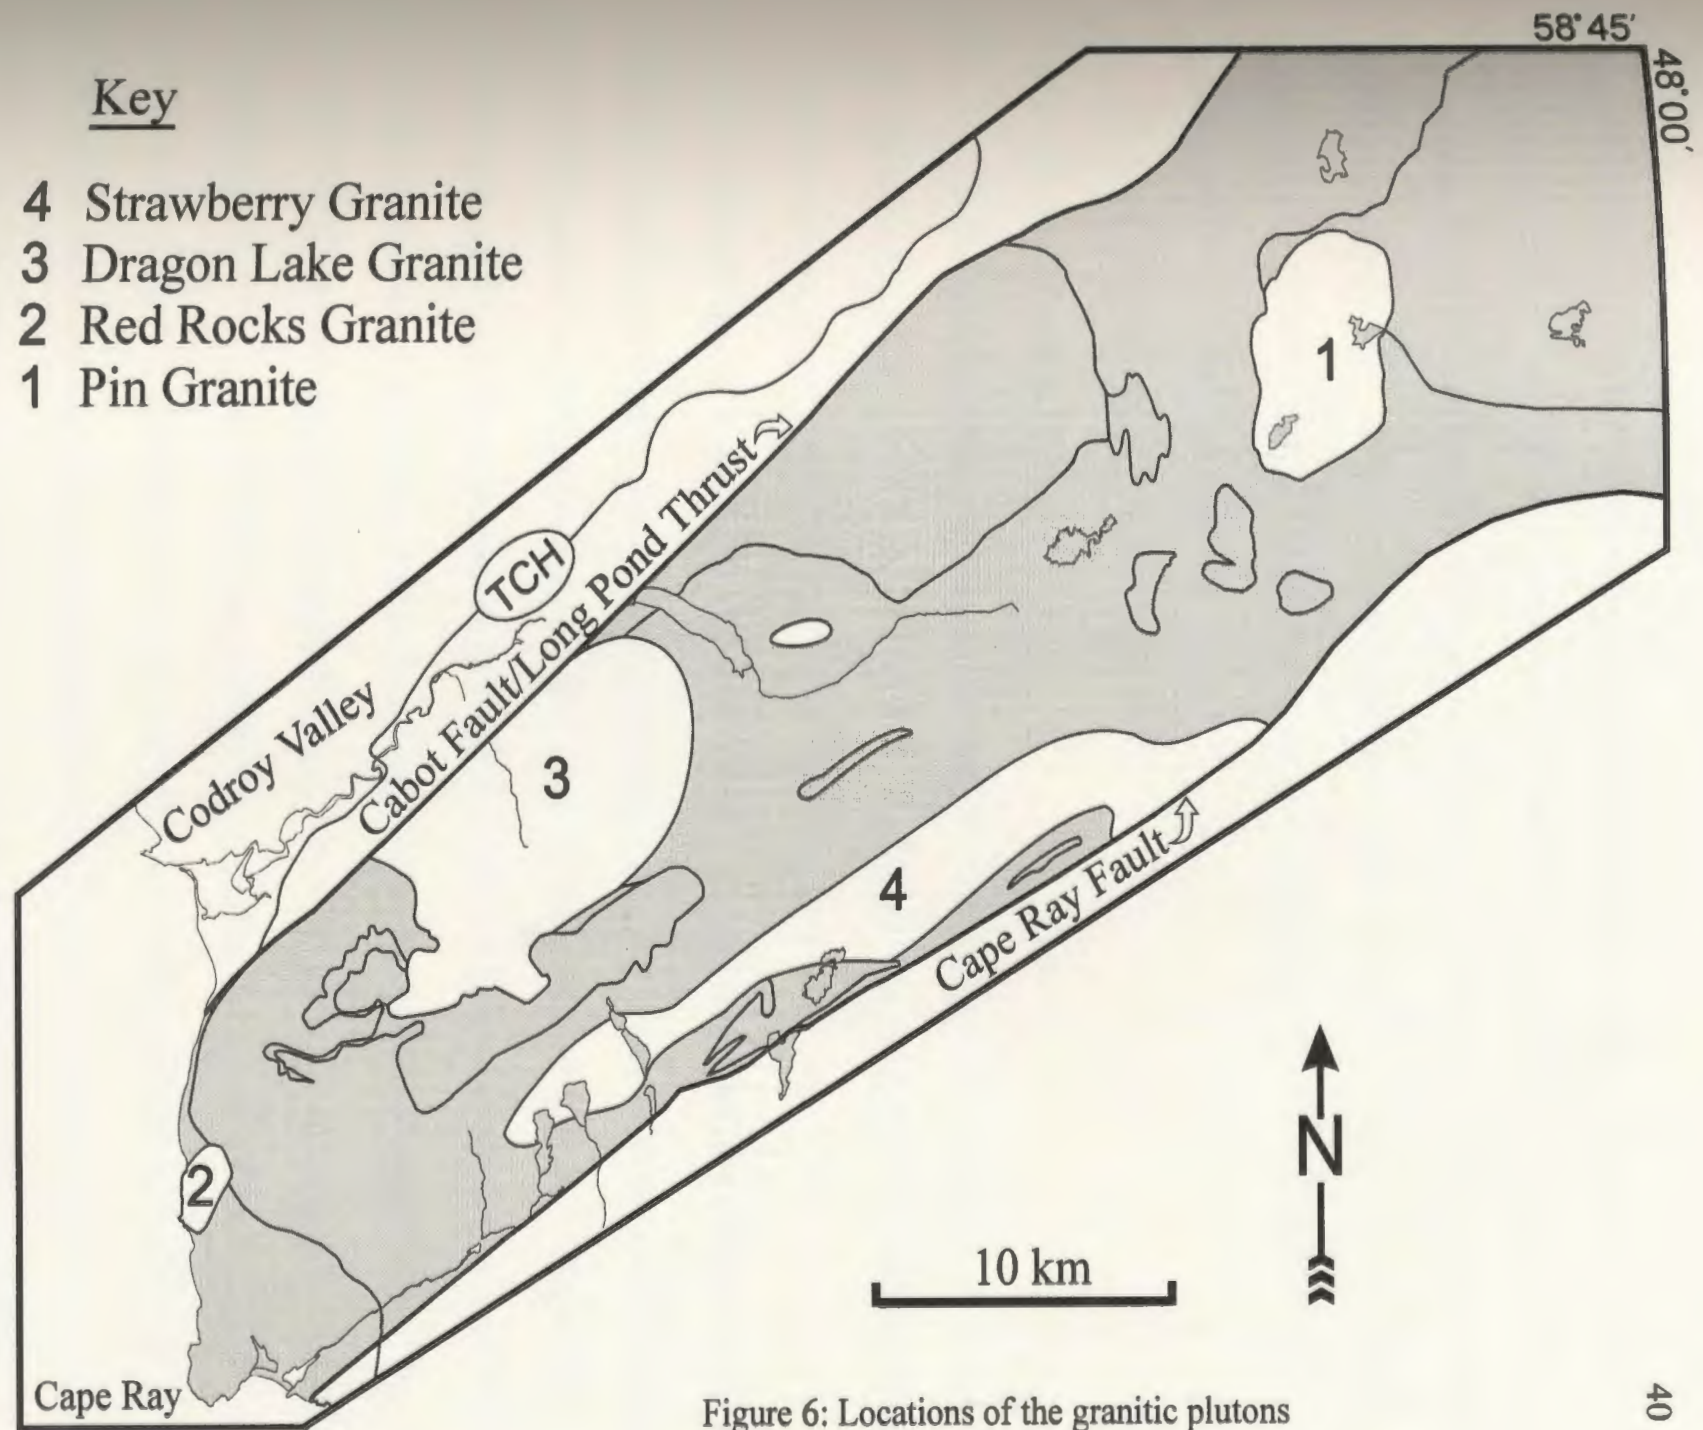 58°45′
48°00′
Key
4 Strawberry Granite
3 Dragon Lake Granite
2 Red Rocks Granite
1 Pin Granite
1
TCH
Codroy Valley
Cabot Fault/Long Pond Thrust
3
4
Cape Ray Fault
2
N
10 km
Cape Ray
Figure 6: Locations of the granitic plutons
40